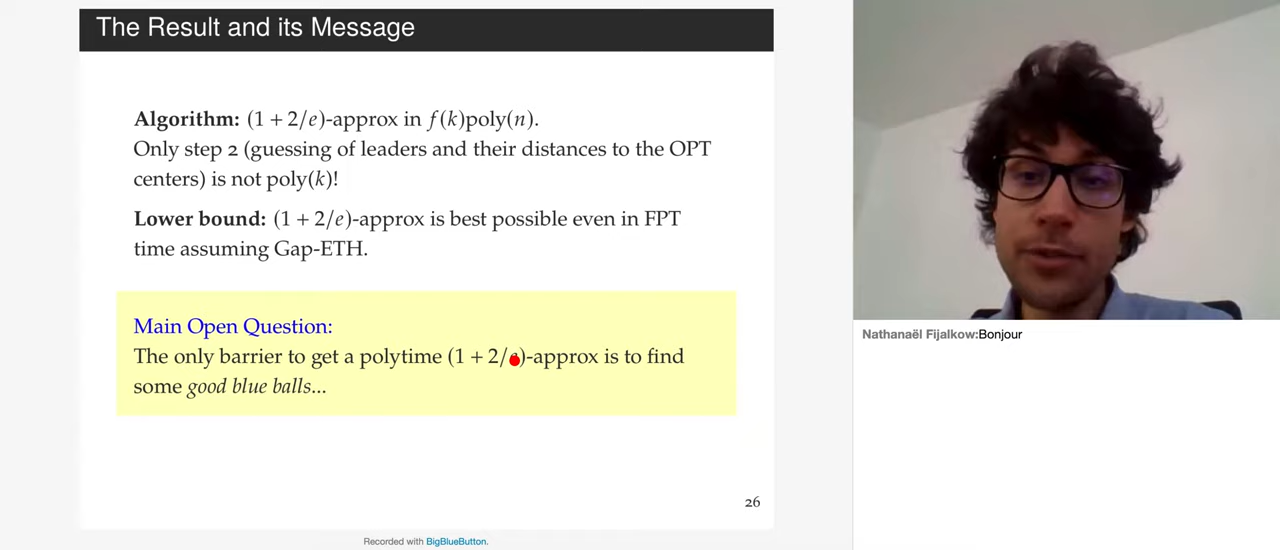 The Result and its Message
Algorithm: (1 + 2/e)-approx in f(k)poly(n).
Only step 2 (guessing of leaders and their distances to the OPT
centers) is not poly(k)!
Lower bound: (1 + 2/e)-approx is best possible even in FPT
time assuming Gap-ETH.
Main Open Question:
The only barrier to get a polytime (1 + 2/e)-approx is to find
some good blue balls...
26
Nathanaël Fijalkow:Bonjour
Recorded with BigBlueButton.